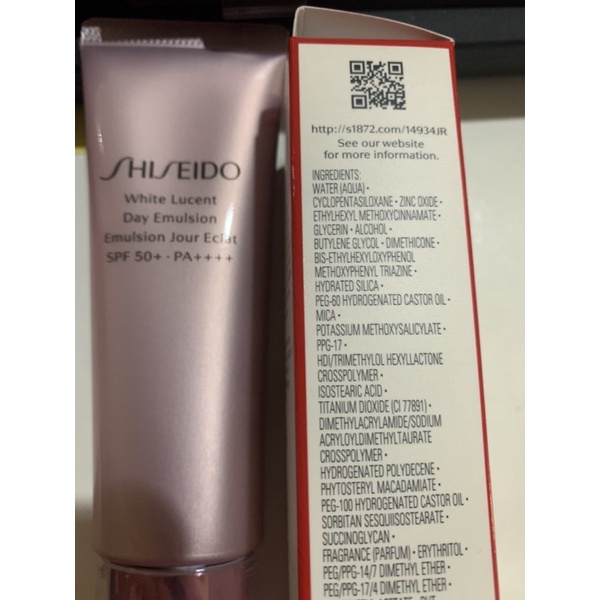 SHISEIDO
White Lucent
Day Emulsion
Emulsion Jour Eclat
SPF 50+ · PA++++
http://s1872.com/14934JR
See our website
for more information.
INGREDIENTS:
WATER (AQUA) •
CYCLOPENTASILOXANE • ZINC OXIDE •
ETHYLHEXYL METHOXYCINNAMATE •
GLYCERIN • ALCOHOL •
BUTYLENE GLYCOL • DIMETHICONE •
BIS-ETHYLHEXYLOXYPHENOL
METHOXYPHENYL TRIAZINE •
HYDRATED SILICA •
PEG-60 HYDROGENATED CASTOR OIL •
MICA •
POTASSIUM METHOXYSALICYLATE •
PPG-17 •
HDI/TRIMETHYLOL HEXYLLACTONE
CROSSPOLYMER •
ISOSTEARIC ACID •
TITANIUM DIOXIDE (CI 77891) •
DIMETHYLACRYLAMIDE/SODIUM
ACRYLOYLDIMETHYLTAURATE
CROSSPOLYMER •
HYDROGENATED POLYDECENE •
PHYTOSTERYL MACADAMIATE •
PEG-100 HYDROGENATED CASTOR OIL •
SORBITAN SESQUIISOSTEARATE •
SUCCINOGLYCAN •
FRAGRANCE (PARFUM) • ERYTHRITOL •
PEG/PPG-14/7 DIMETHYL ETHER •
PEG/PPG-17/4 DIMETHYL ETHER •